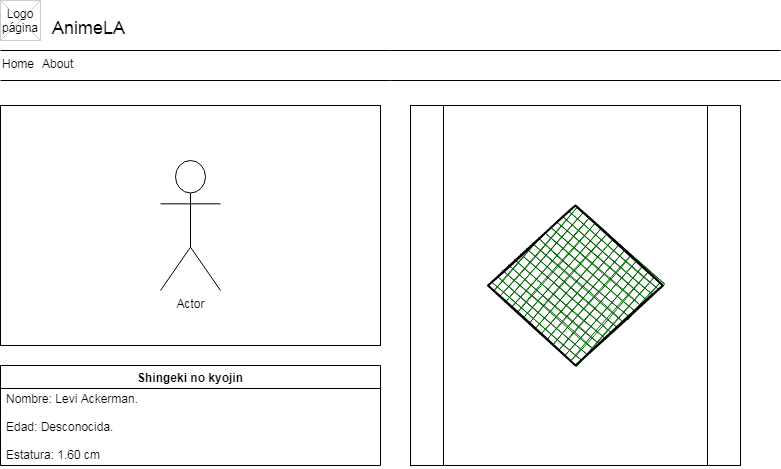 Logo
página
AnimeLA
Home About
Actor
Shingeki no kyojin
Nombre: Levi Ackerman.
Edad: Desconocida.
Estatura: 1.60 cm